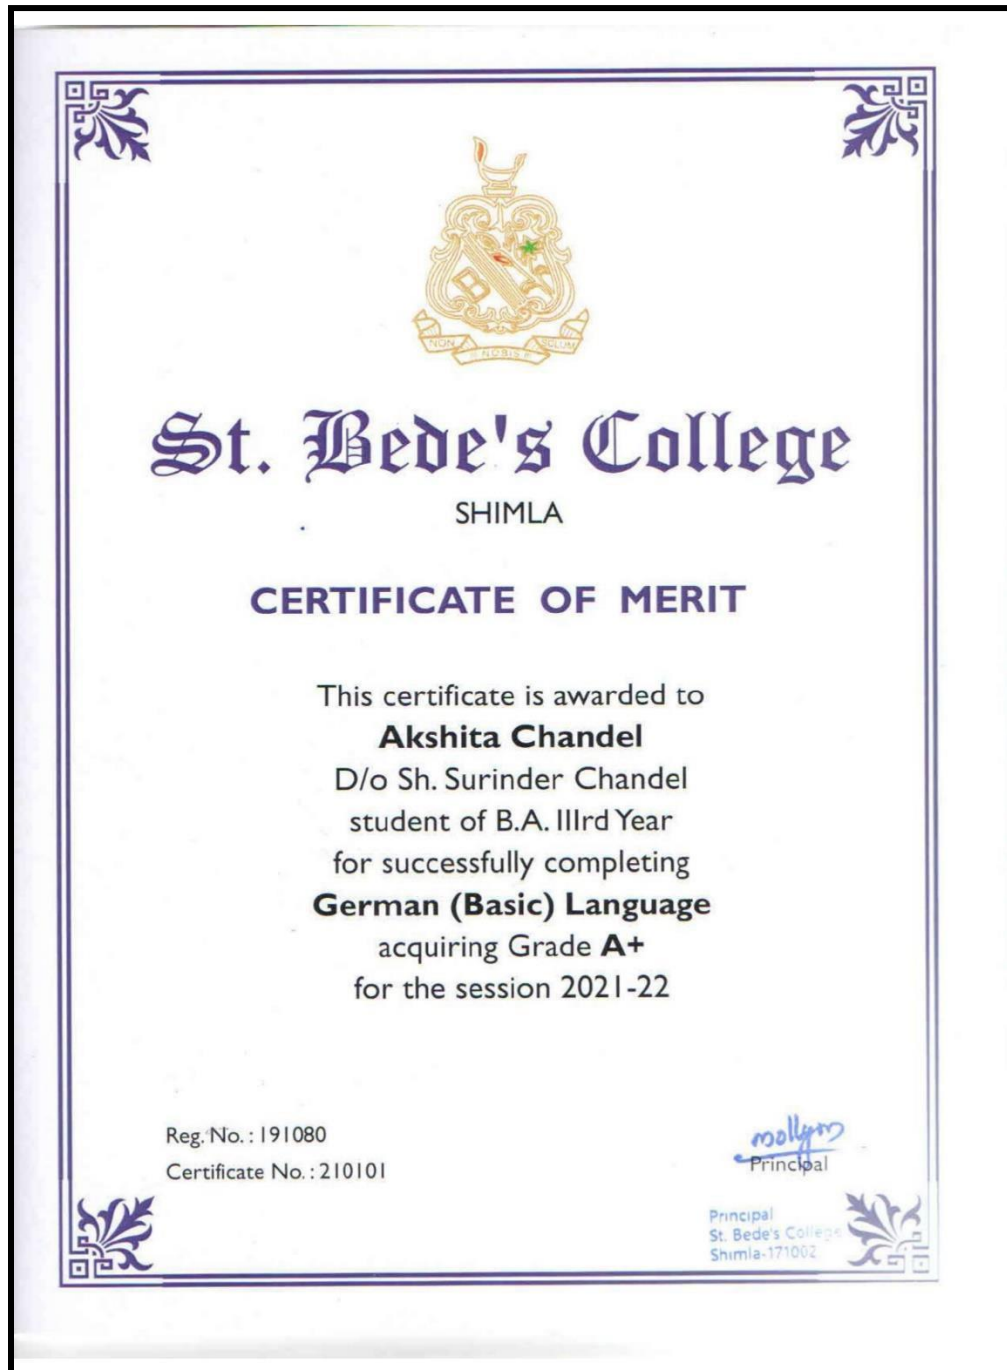 NON NOBIS SOLUM
St. Bede's College
SHIMLA
CERTIFICATE OF MERIT
This certificate is awarded to
Akshita Chandel
D/o Sh. Surinder Chandel
student of B.A. IIIrd Year
for successfully completing
German (Basic) Language
acquiring Grade A+
for the session 2021-22
Reg. No. : 191080
Certificate No. : 210101
Principal
Principal
St. Bede's College
Shimla-171002